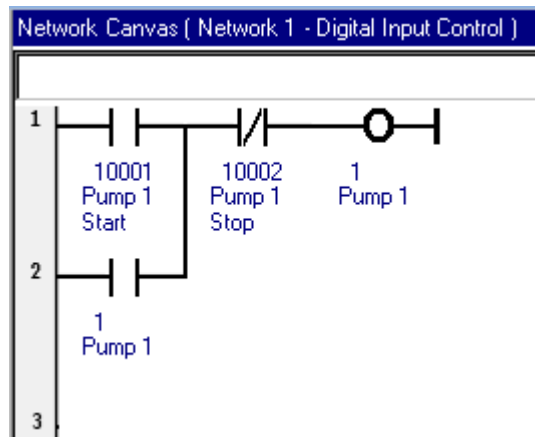 Network Canvas ( Network 1 - Digital Input Control )
1
10001 10002 1
Pump 1 Pump 1 Pump 1
Start Stop
2
1
Pump 1
3